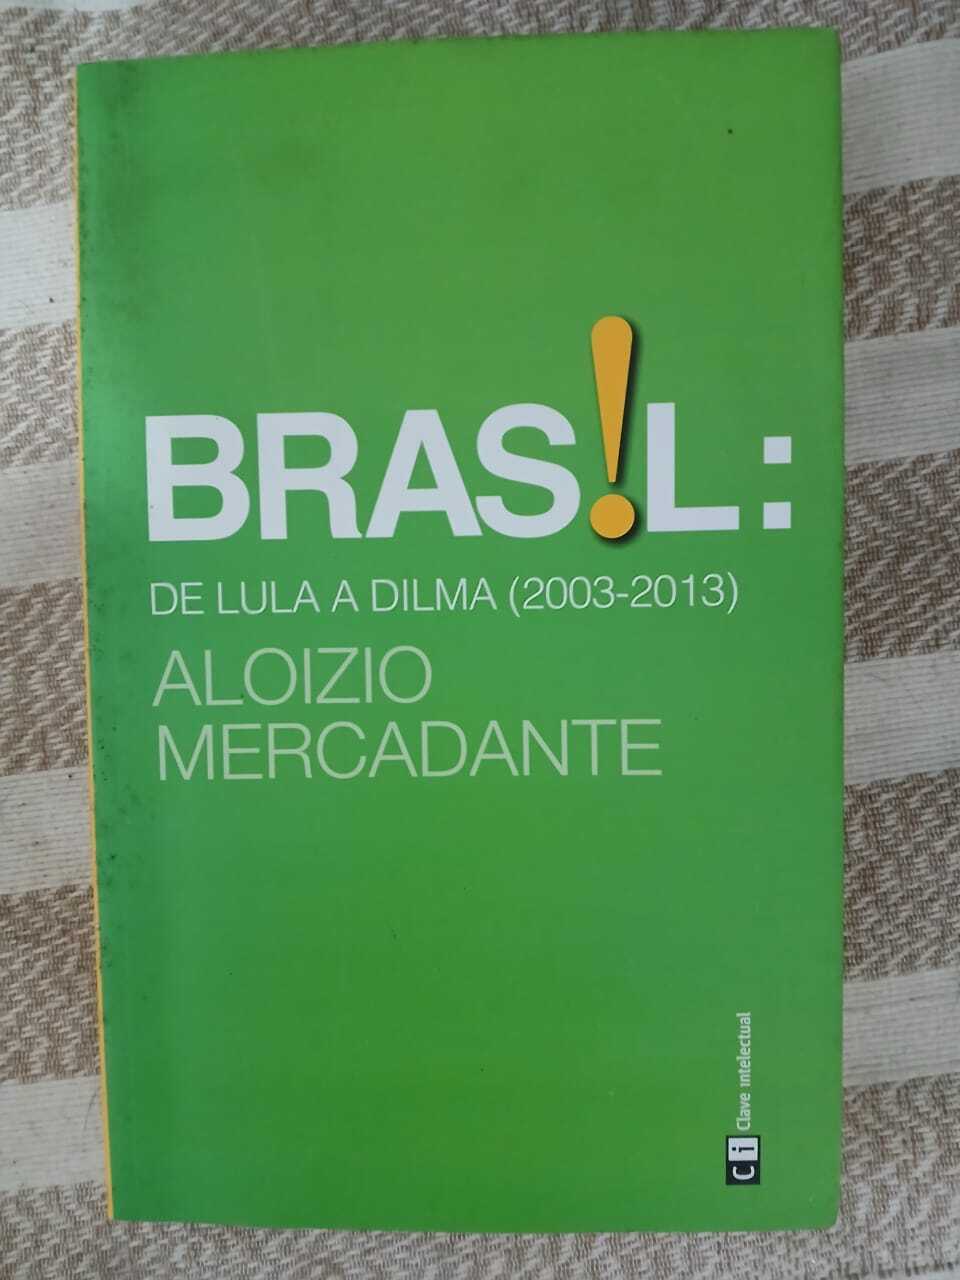 BRAS!L:
DE LULA A DILMA (2003-2013)
ALOIZIO
MERCADANTE
Ci Clave intelectual